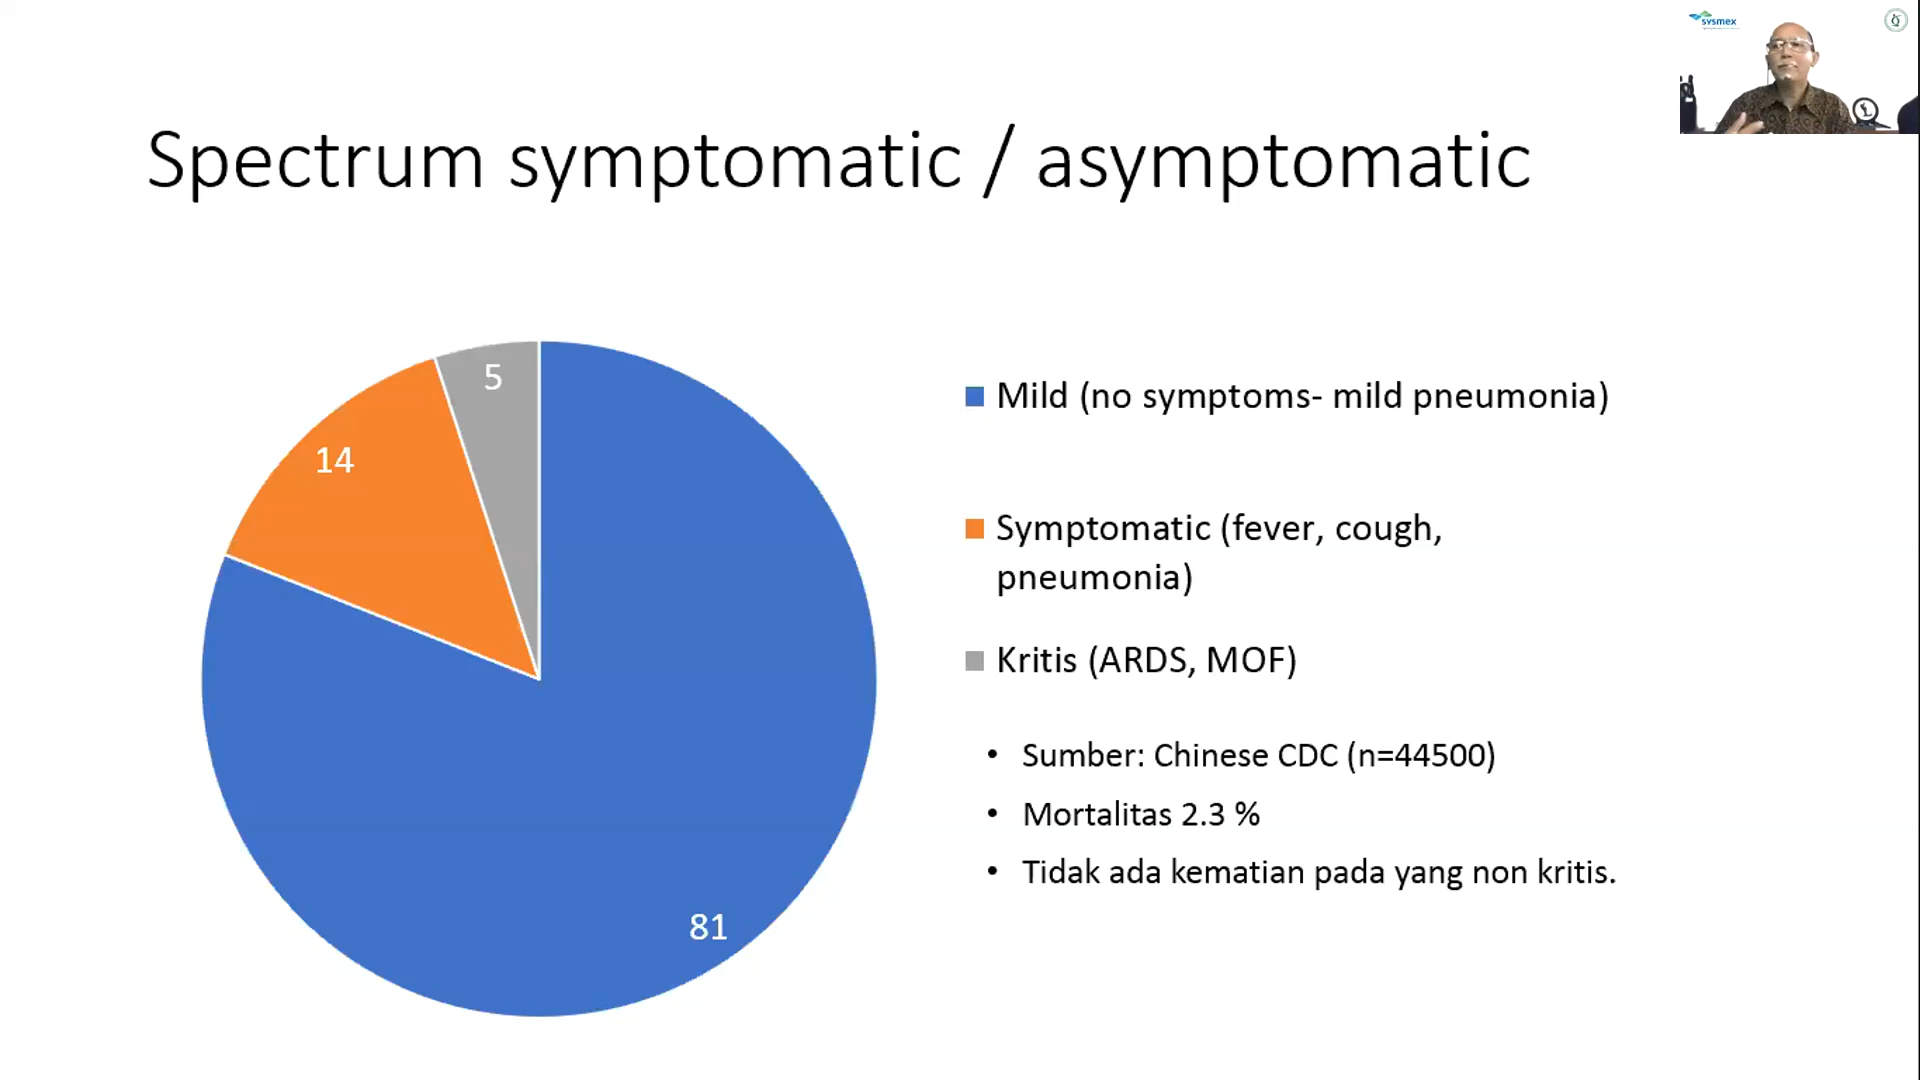 sysmex
Spectrum symptomatic / asymptomatic
5
14
81
Mild (no symptoms- mild pneumonia)
Symptomatic (fever, cough,
pneumonia)
Kritis (ARDS, MOF)
• Sumber: Chinese CDC (n=44500)
• Mortalitas 2.3 %
• Tidak ada kematian pada yang non kritis.